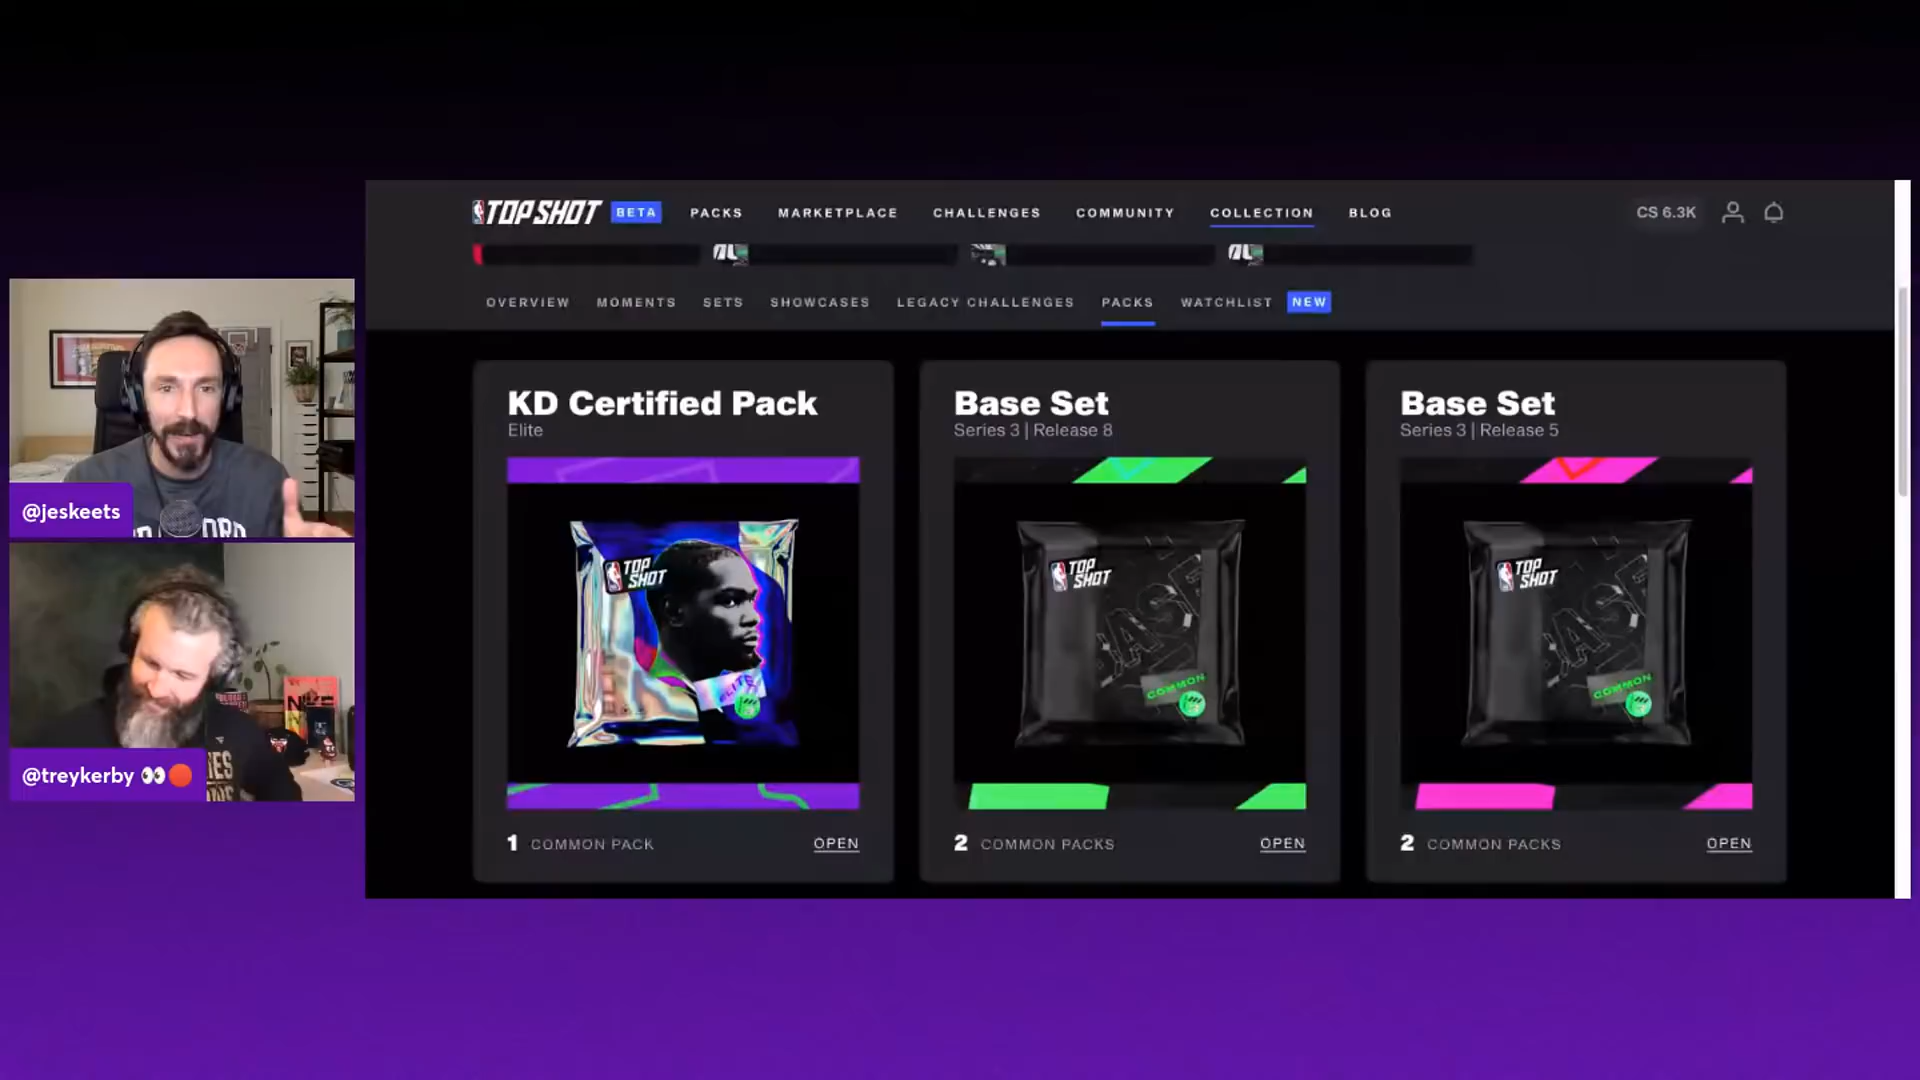 TOP SHOT BETA PACKS MARKETPLACE CHALLENGES COMMUNITY COLLECTION BLOG CS 6.3K
OVERVIEW MOMENTS SETS SHOWCASES LEGACY CHALLENGES PACKS WATCHLIST NEW
KD Certified Pack
Elite
TOP
SHOT
ELITE
1 COMMON PACK OPEN
Base Set
Series 3 | Release 8
TOP
SHOT
BASE
COMMON
2 COMMON PACKS OPEN
Base Set
Series 3 | Release 5
TOP
SHOT
BASE
COMMON
2 COMMON PACKS OPEN
@jeskeets
@treykerby 👀🔴